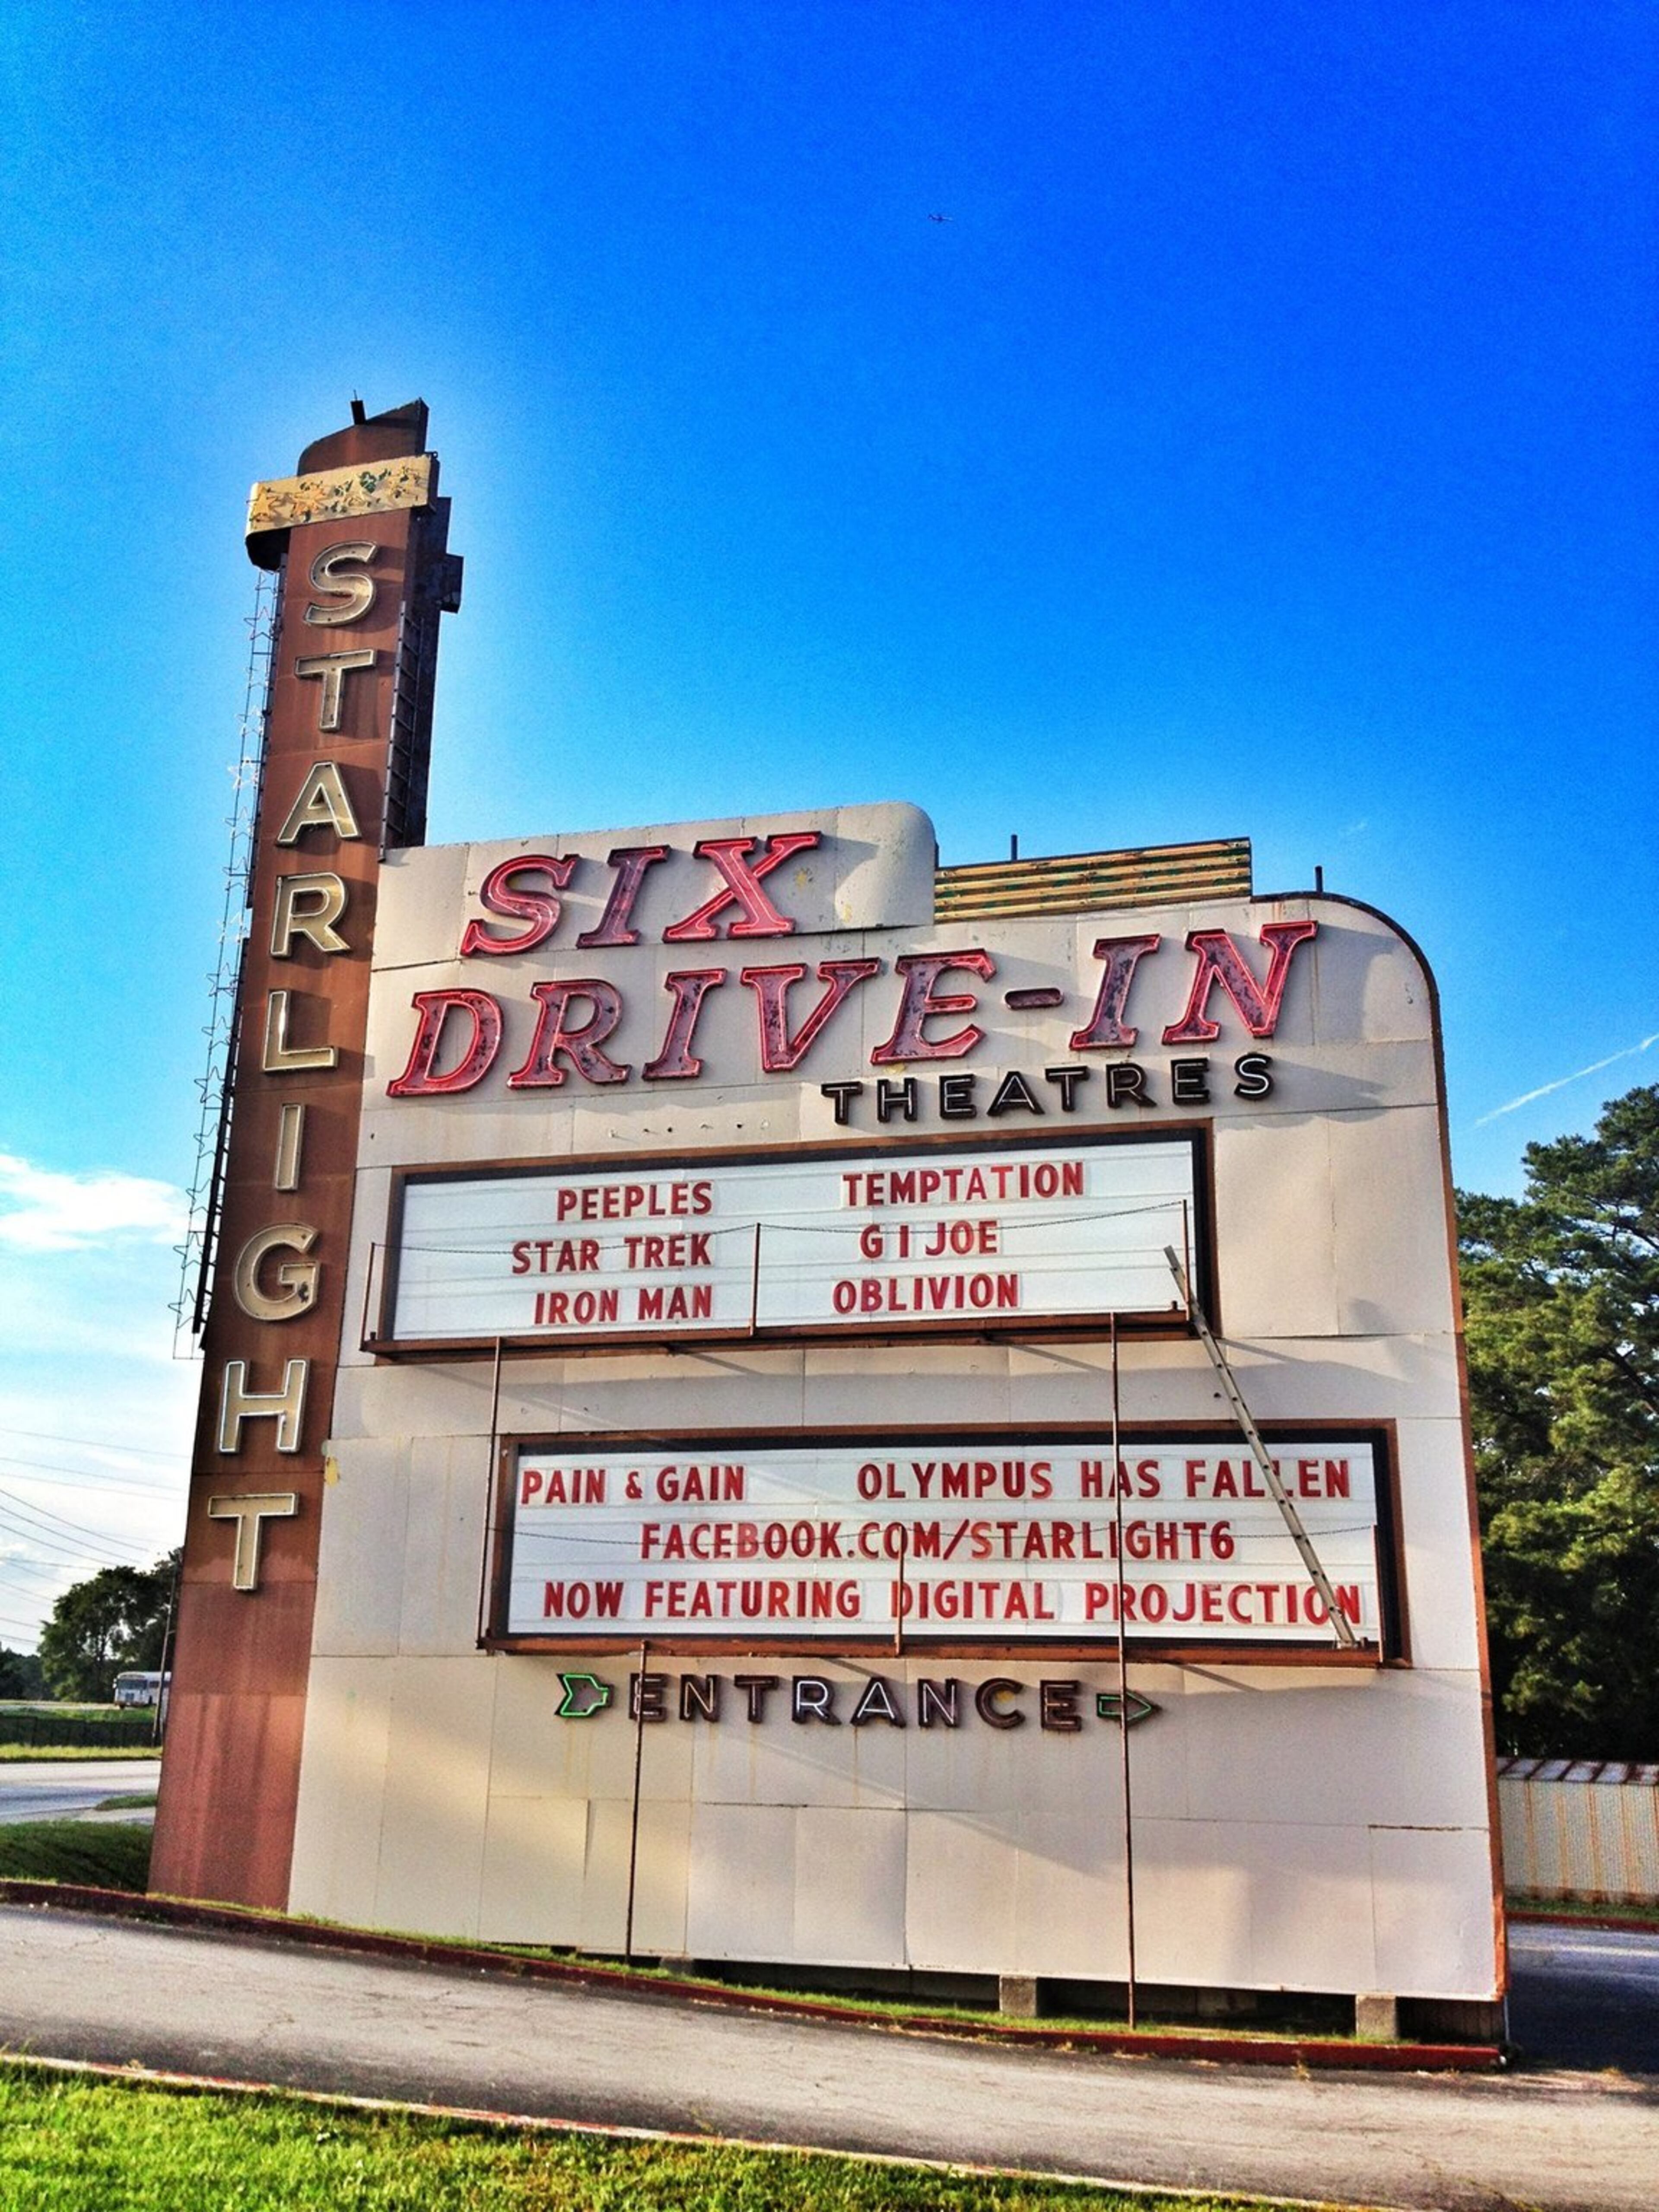 STARLIGHT
SIX
DRIVE-IN
THEATRES
PEEPLES TEMPTATION
STAR TREK G I JOE
IRON MAN OBLIVION
PAIN & GAIN OLYMPUS HAS FALLEN
FACEBOOK.COM/STARLIGHT6
NOW FEATURING DIGITAL PROJECTION
ENTRANCE